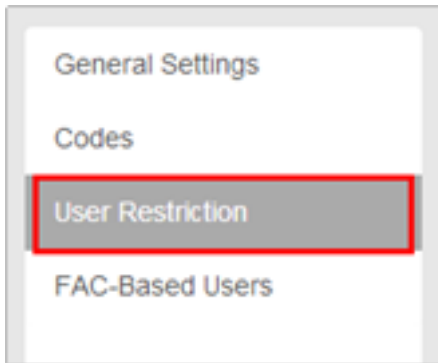 General Settings
Codes
User Restriction
FAC-Based Users